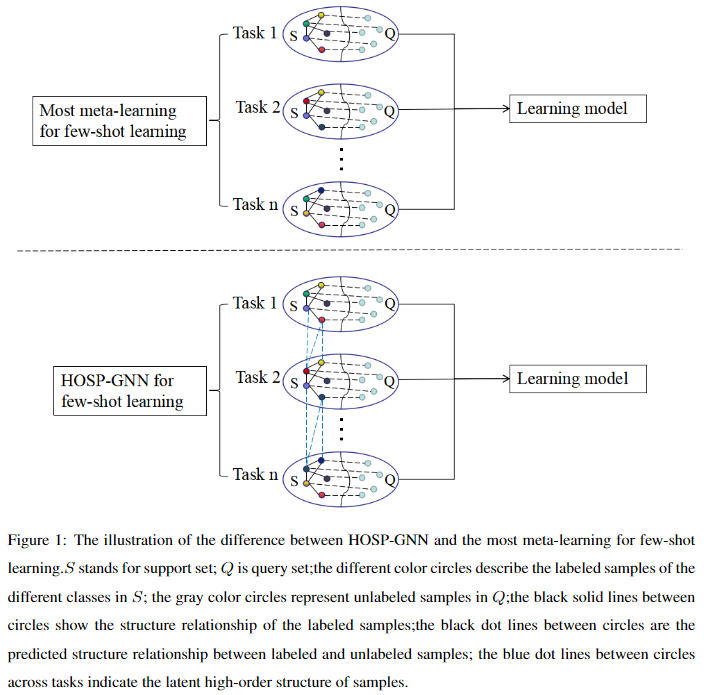 Task 1
S
Q
Most meta-learning
for few-shot learning
Task 2
S
Q
Learning model
Task n
S
Q
Task 1
S
Q
HOSP-GNN for
few-shot learning
Task 2
S
Q
Learning model
Task n
S
Q
Figure 1: The illustration of the difference between HOSP-GNN and the most meta-learning for few-shot
learning.S stands for support set; Q is query set;the different color circles describe the labeled samples of the
different classes in S; the gray color circles represent unlabeled samples in Q;the black solid lines between
circles show the structure relationship of the labeled samples;the black dot lines between circles are the
predicted structure relationship between labeled and unlabeled samples; the blue dot lines between circles
across tasks indicate the latent high-order structure of samples.